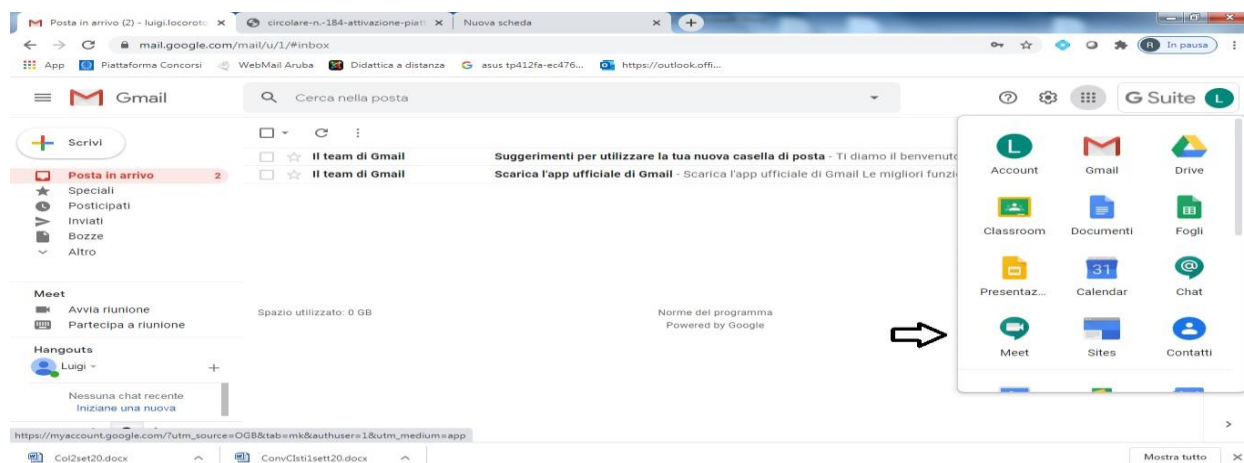 Posta in arrivo (2) - luigi.locoroto
circolare-n.-184-attivazione-piatt
Nuova scheda
mail.google.com/mail/u/1/#inbox
R In pausa
App Piattaforma Concorsi WebMail Aruba Didattica a distanza G asus tp412fa-ec476... https://outlook.offi...
Gmail
Cerca nella posta
G Suite L
Scrivi
Il team di Gmail Suggerimenti per utilizzare la tua nuova casella di posta - Ti diamo il benvenuto
Posta in arrivo 2
Il team di Gmail Scarica l'app ufficiale di Gmail - Scarica l'app ufficiale di Gmail Le migliori funzi
Speciali
Posticipati
Inviati
Bozze
Altro
L
Account Gmail Drive
Classroom Documenti Fogli
31
Presentaz... Calendar Chat
Meet Sites Contatti
Meet
Avvia riunione
Partecipa a riunione
Spazio utilizzato: 0 GB
Norme del programma
Powered by Google
Hangouts
Luigi
Nessuna chat recente
Iniziane una nuova
https://myaccount.google.com/?utm_source=OGB&tab=mk&authuser=1&utm_medium=app
Col2set20.docx ConvClsti1sett20.docx Mostra tutto